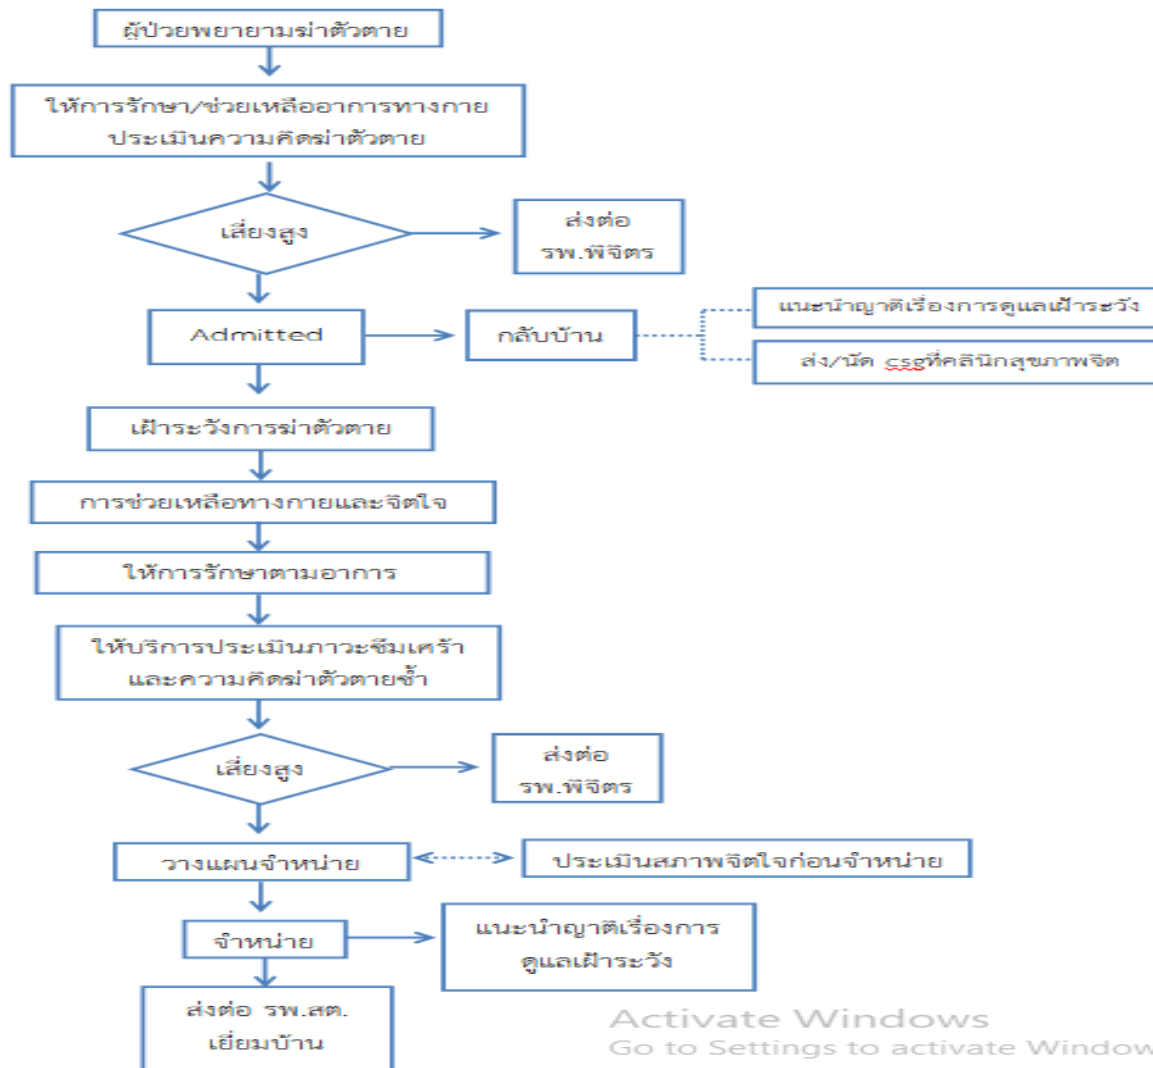 ผู้ป่วยพยายามฆ่าตัวตาย
ให้การรักษา/ช่วยเหลืออาการทางกาย
ประเมินความคิดฆ่าตัวตาย
เสี่ยงสูง
ส่งต่อ
รพ.พิจิตร
Admitted
กลับบ้าน
แนะนำญาติเรื่องการดูแลเฝ้าระวัง
ส่ง/นัด csgที่คลินิกสุขภาพจิต
เฝ้าระวังการฆ่าตัวตาย
การช่วยเหลือทางกายและจิตใจ
ให้การรักษาตามอาการ
ให้บริการประเมินภาวะซึมเศร้า
และความคิดฆ่าตัวตายซ้ำ
เสี่ยงสูง
ส่งต่อ
รพ.พิจิตร
วางแผนจำหน่าย
ประเมินสภาพจิตใจก่อนจำหน่าย
จำหน่าย
แนะนำญาติเรื่องการ
ดูแลเฝ้าระวัง
ส่งต่อ รพ.สต.
เยี่ยมบ้าน
Activate Windows
Go to Settings to activate Window